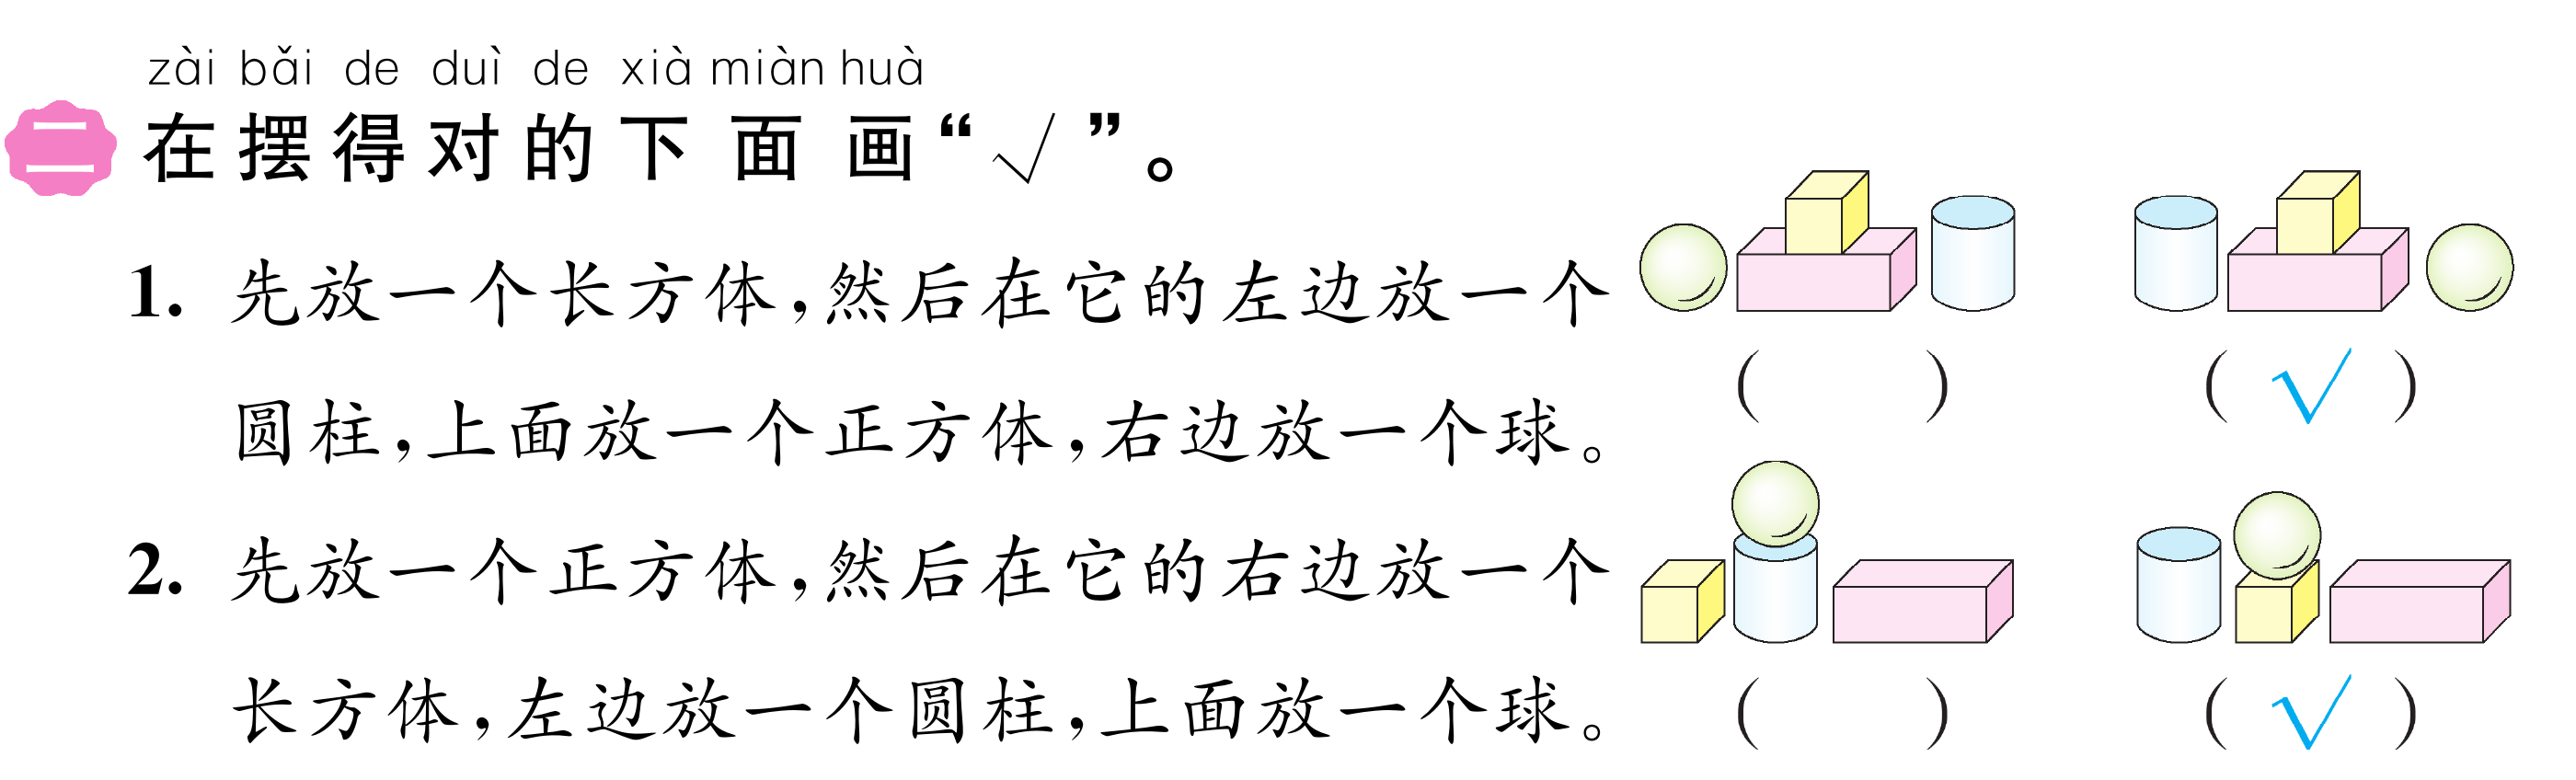 zài bǎi de duì de xià miàn huà
二 在摆得对的下面画“√”。
1. 先放一个长方体,然后在它的左边放一个
圆柱,上面放一个正方体,右边放一个球。
( ) (√)
2. 先放一个正方体,然后在它的右边放一个
长方体,左边放一个圆柱,上面放一个球。
( ) (√)